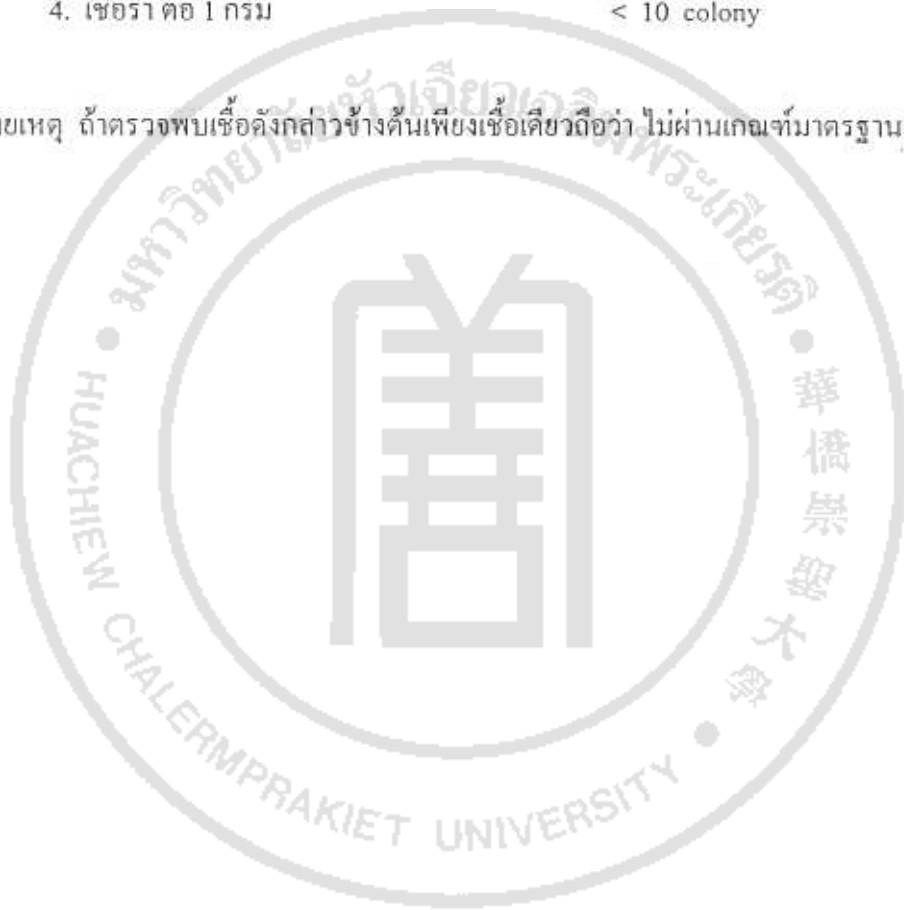 4. เชื้อรา ต่อ 1 กรัม < 10 colony
ยเหตุ ถ้าตรวจพบเชื้อดังกล่าวข้างต้นเพียงเชื้อเดียวถือว่า ไม่ผ่านเกณฑ์มาตรฐาน
มหาวิทยาลัยหัวเฉียวเฉลิมพระเกียรติ
華僑崇聖大學
HUACHIEW CHALERMPRAKIET UNIVERSITY